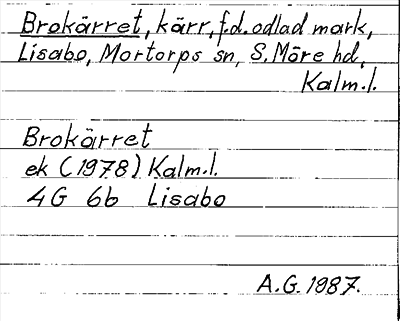 Brokärret, kärr, f.d. odlad mark,
Lisabo, Mortorps sn, S. Möre hd,
Kalm.l.
Brokärret
ek (1978) Kalm.l.
4G 6b Lisabo
A.G. 1987.